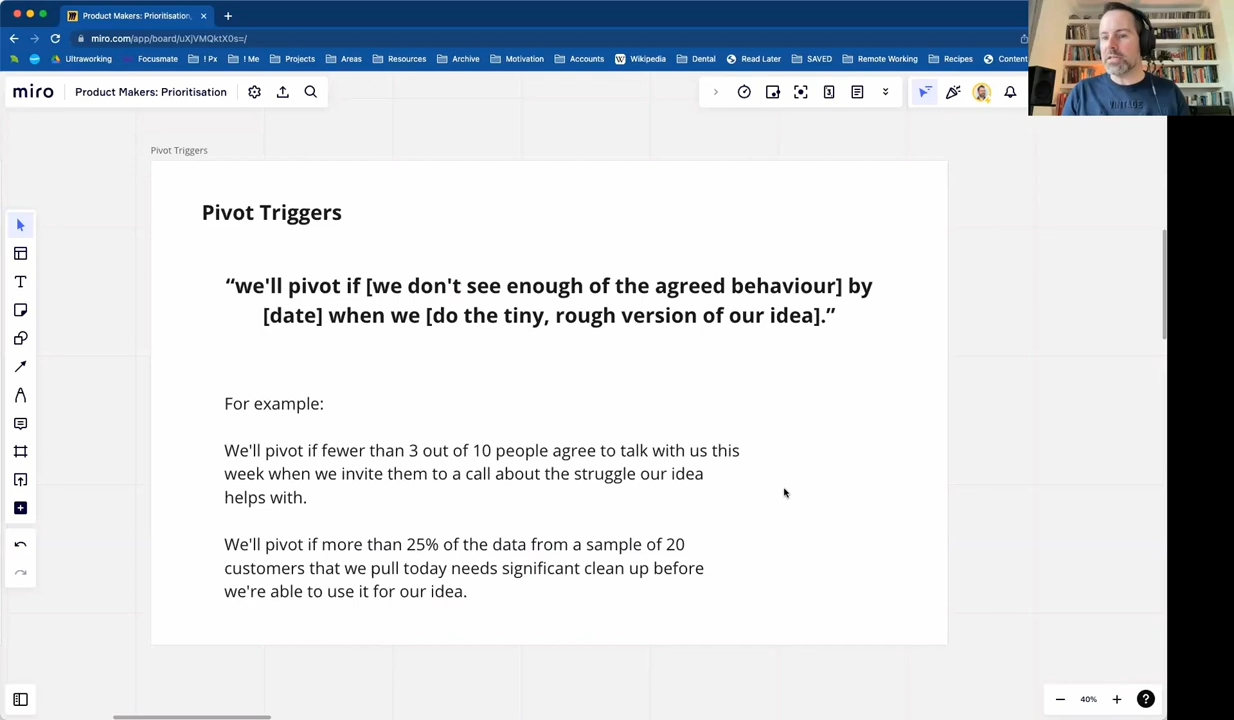 Product Makers: Prioritisation,
miro.com/app/board/uXjVMQktX0s=/
Ultraworking
Focusmate
! Px
! Me
Projects
Areas
Resources
Archive
Motivation
Accounts
W Wikipedia
Dental
Read Later
SAVED
Remote Working
Recipes
Content
miro
Product Makers: Prioritisation
VINTAGE
Pivot Triggers
Pivot Triggers
“we'll pivot if [we don't see enough of the agreed behaviour] by
[date] when we [do the tiny, rough version of our idea].”
For example:
We'll pivot if fewer than 3 out of 10 people agree to talk with us this
week when we invite them to a call about the struggle our idea
helps with.
We'll pivot if more than 25% of the data from a sample of 20
customers that we pull today needs significant clean up before
we're able to use it for our idea.
40%
?